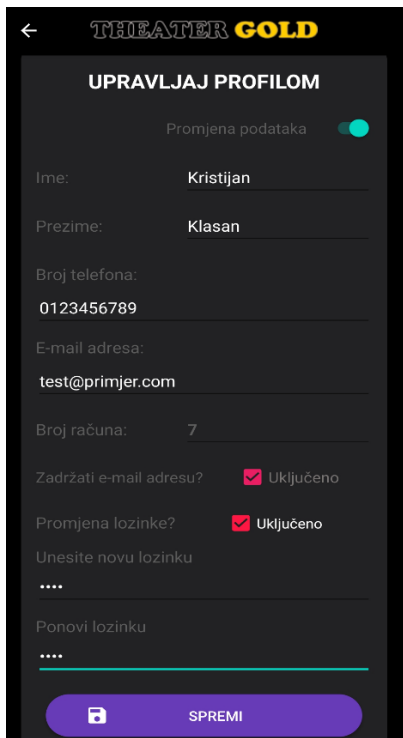 THEATER GOLD
UPRAVLJAJ PROFILOM
Promjena podataka
Ime: Kristijan
Prezime: Klasan
Broj telefona:
0123456789
E-mail adresa:
test@primjer.com
Broj računa: 7
Zadržati e-mail adresu? Uključeno
Promjena lozinke? Uključeno
Unesite novu lozinku
••••
Ponovi lozinku
••••
SPREMI